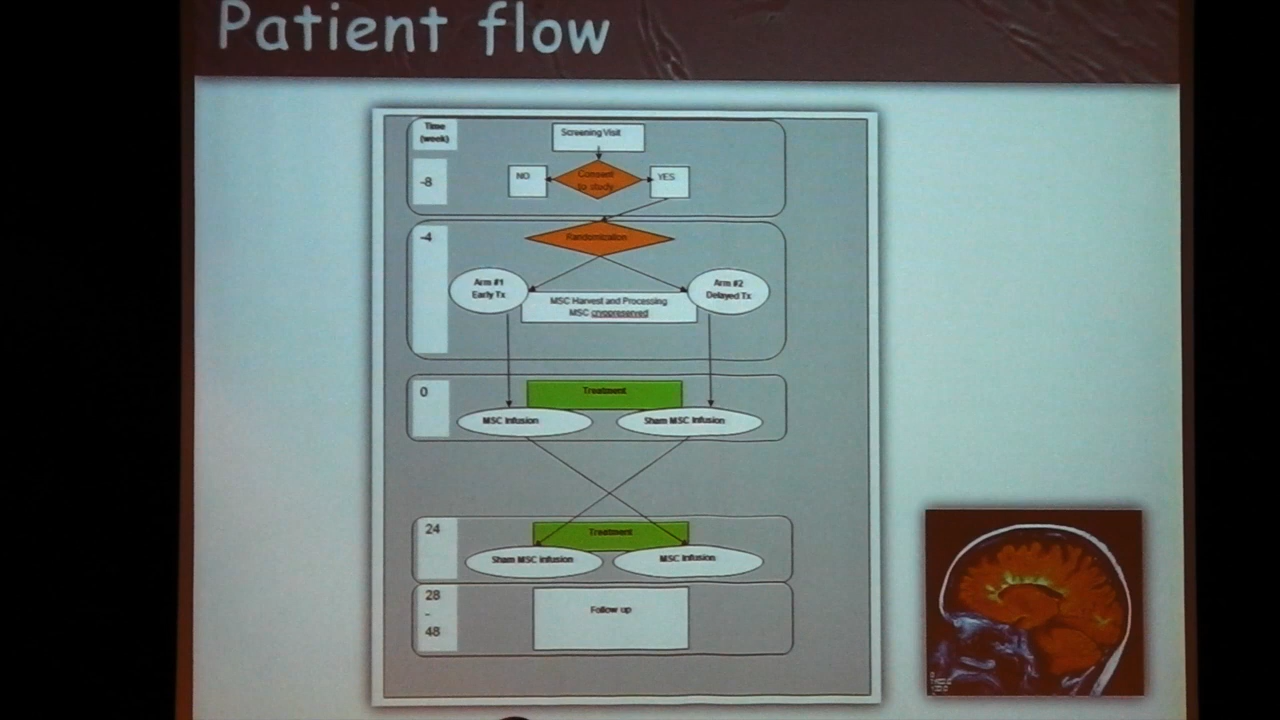 Patient flow
Time
(week)
Screening Visit
-8
NO
Consent
to study
YES
-4
Randomization
Arm #1
Early Tx
Arm #2
Delayed Tx
MSC Harvest and Processing
MSC cryopreserved
0
Treatment
MSC Infusion
Sham MSC Infusion
24
Treatment
Sham MSC infusion
MSC Infusion
28
-
48
Follow up